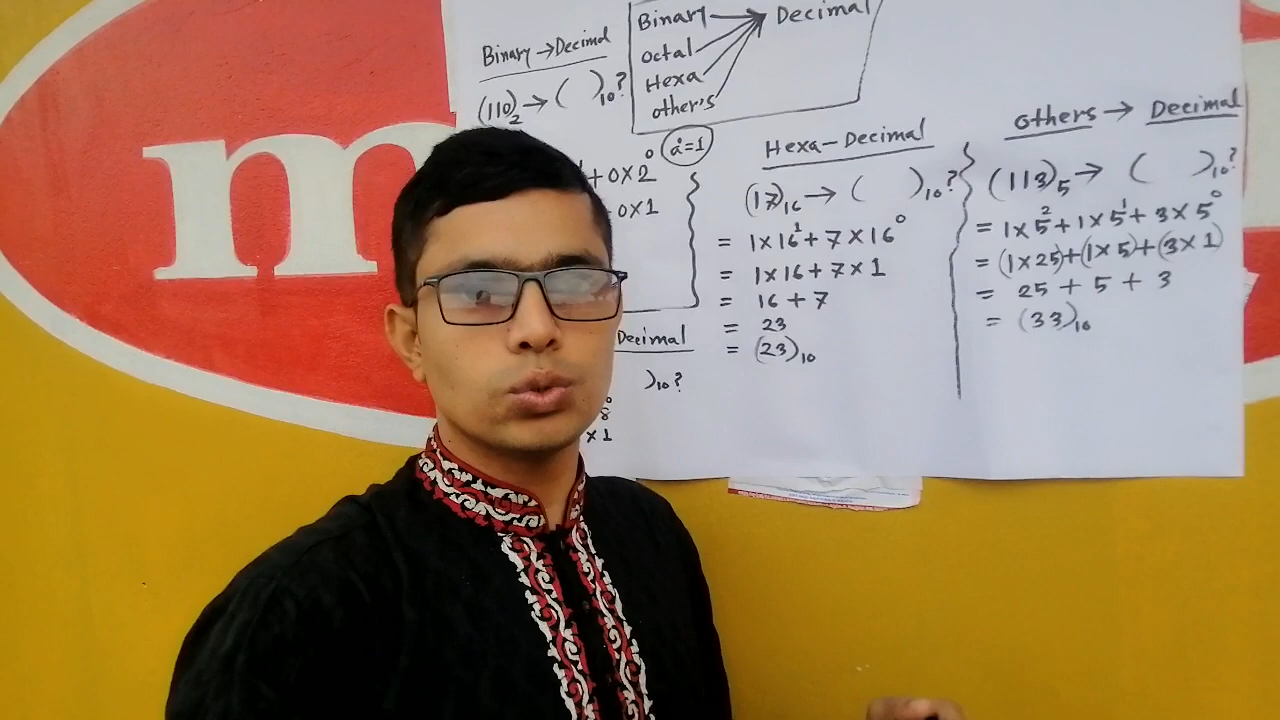 m
Binary → Decimal
(110)₂ → ( )₁₀?
+ 0×2⁰
0×1
Binary → Decimal
octal
Hexa
other's
a⁰=1
Decimal
)₁₀?
8⁰
×1
Hexa-Decimal
(17)₁₆ → ( )₁₀?
= 1×16¹ + 7×16⁰
= 1×16 + 7×1
= 16 + 7
= 23
= (23)₁₀
others → Decimal
(113)₅ → ( )₁₀?
= 1×5² + 1×5¹ + 3×5⁰
= (1×25)+(1×5)+(3×1)
= 25 + 5 + 3
= (33)₁₀